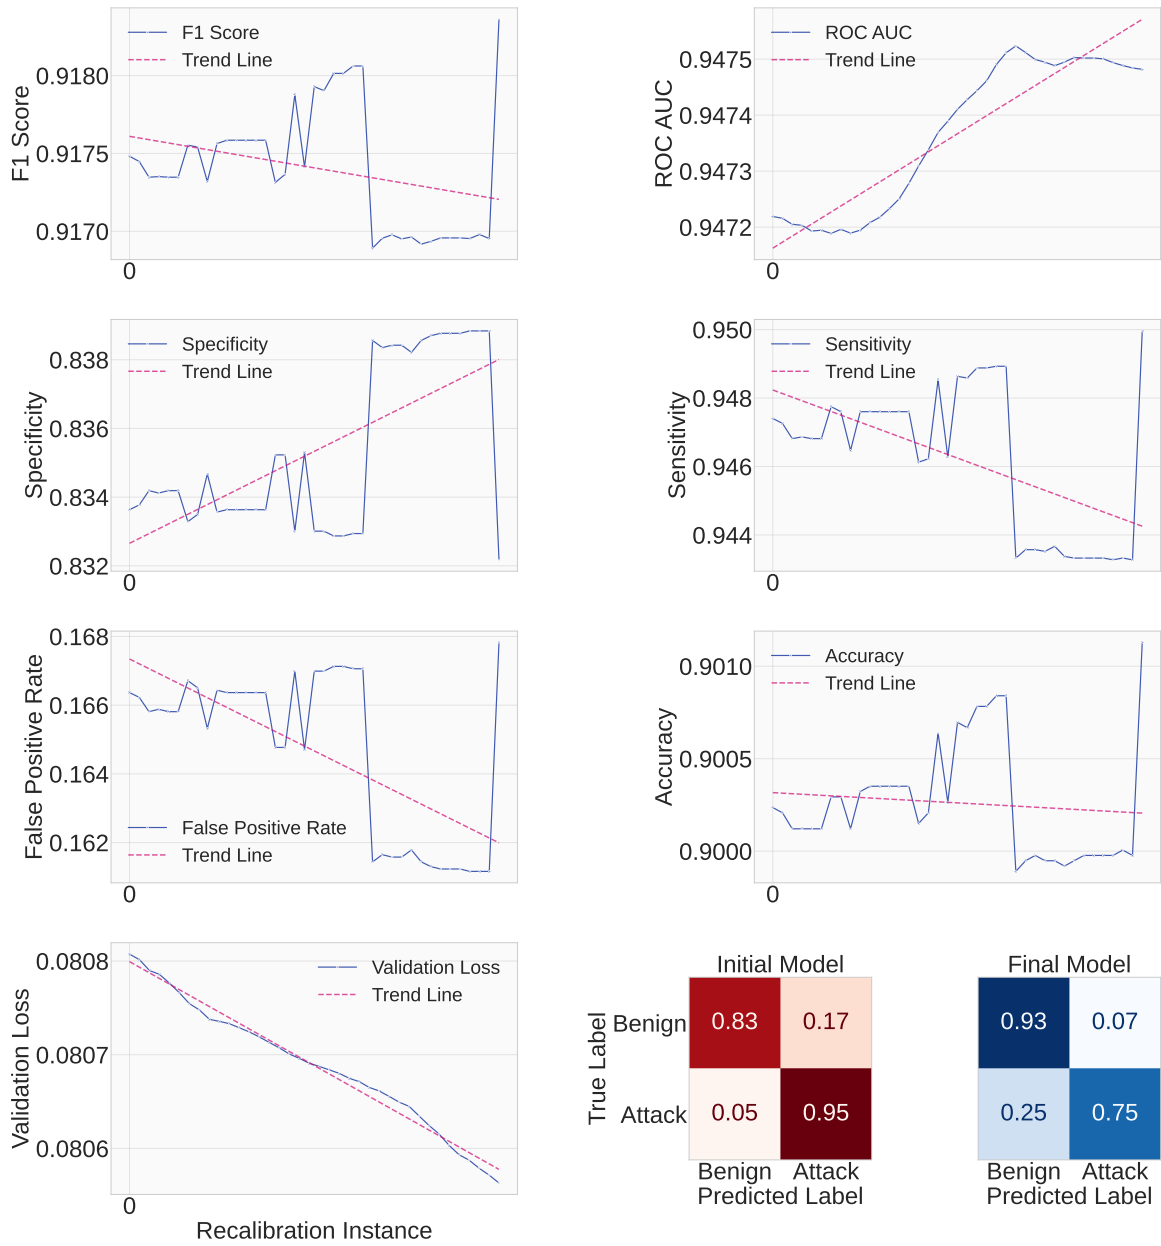 F1 Score
Trend Line
0.9180
0.9175
0.9170
F1 Score
0
ROC AUC
Trend Line
0.9475
0.9474
0.9473
0.9472
ROC AUC
0
Specificity
Trend Line
0.838
0.836
0.834
0.832
Specificity
0
Sensitivity
Trend Line
0.950
0.948
0.946
0.944
Sensitivity
0
0.168
0.166
0.164
0.162
False Positive Rate
False Positive Rate
Trend Line
0
Accuracy
Trend Line
0.9010
0.9005
0.9000
Accuracy
0
Validation Loss
Trend Line
0.0808
0.0807
0.0806
Validation Loss
0
Recalibration Instance
Initial Model
True Label
Benign
0.83 0.17
Attack
0.05 0.95
Benign Attack
Predicted Label
Final Model
0.93 0.07
0.25 0.75
Benign Attack
Predicted Label